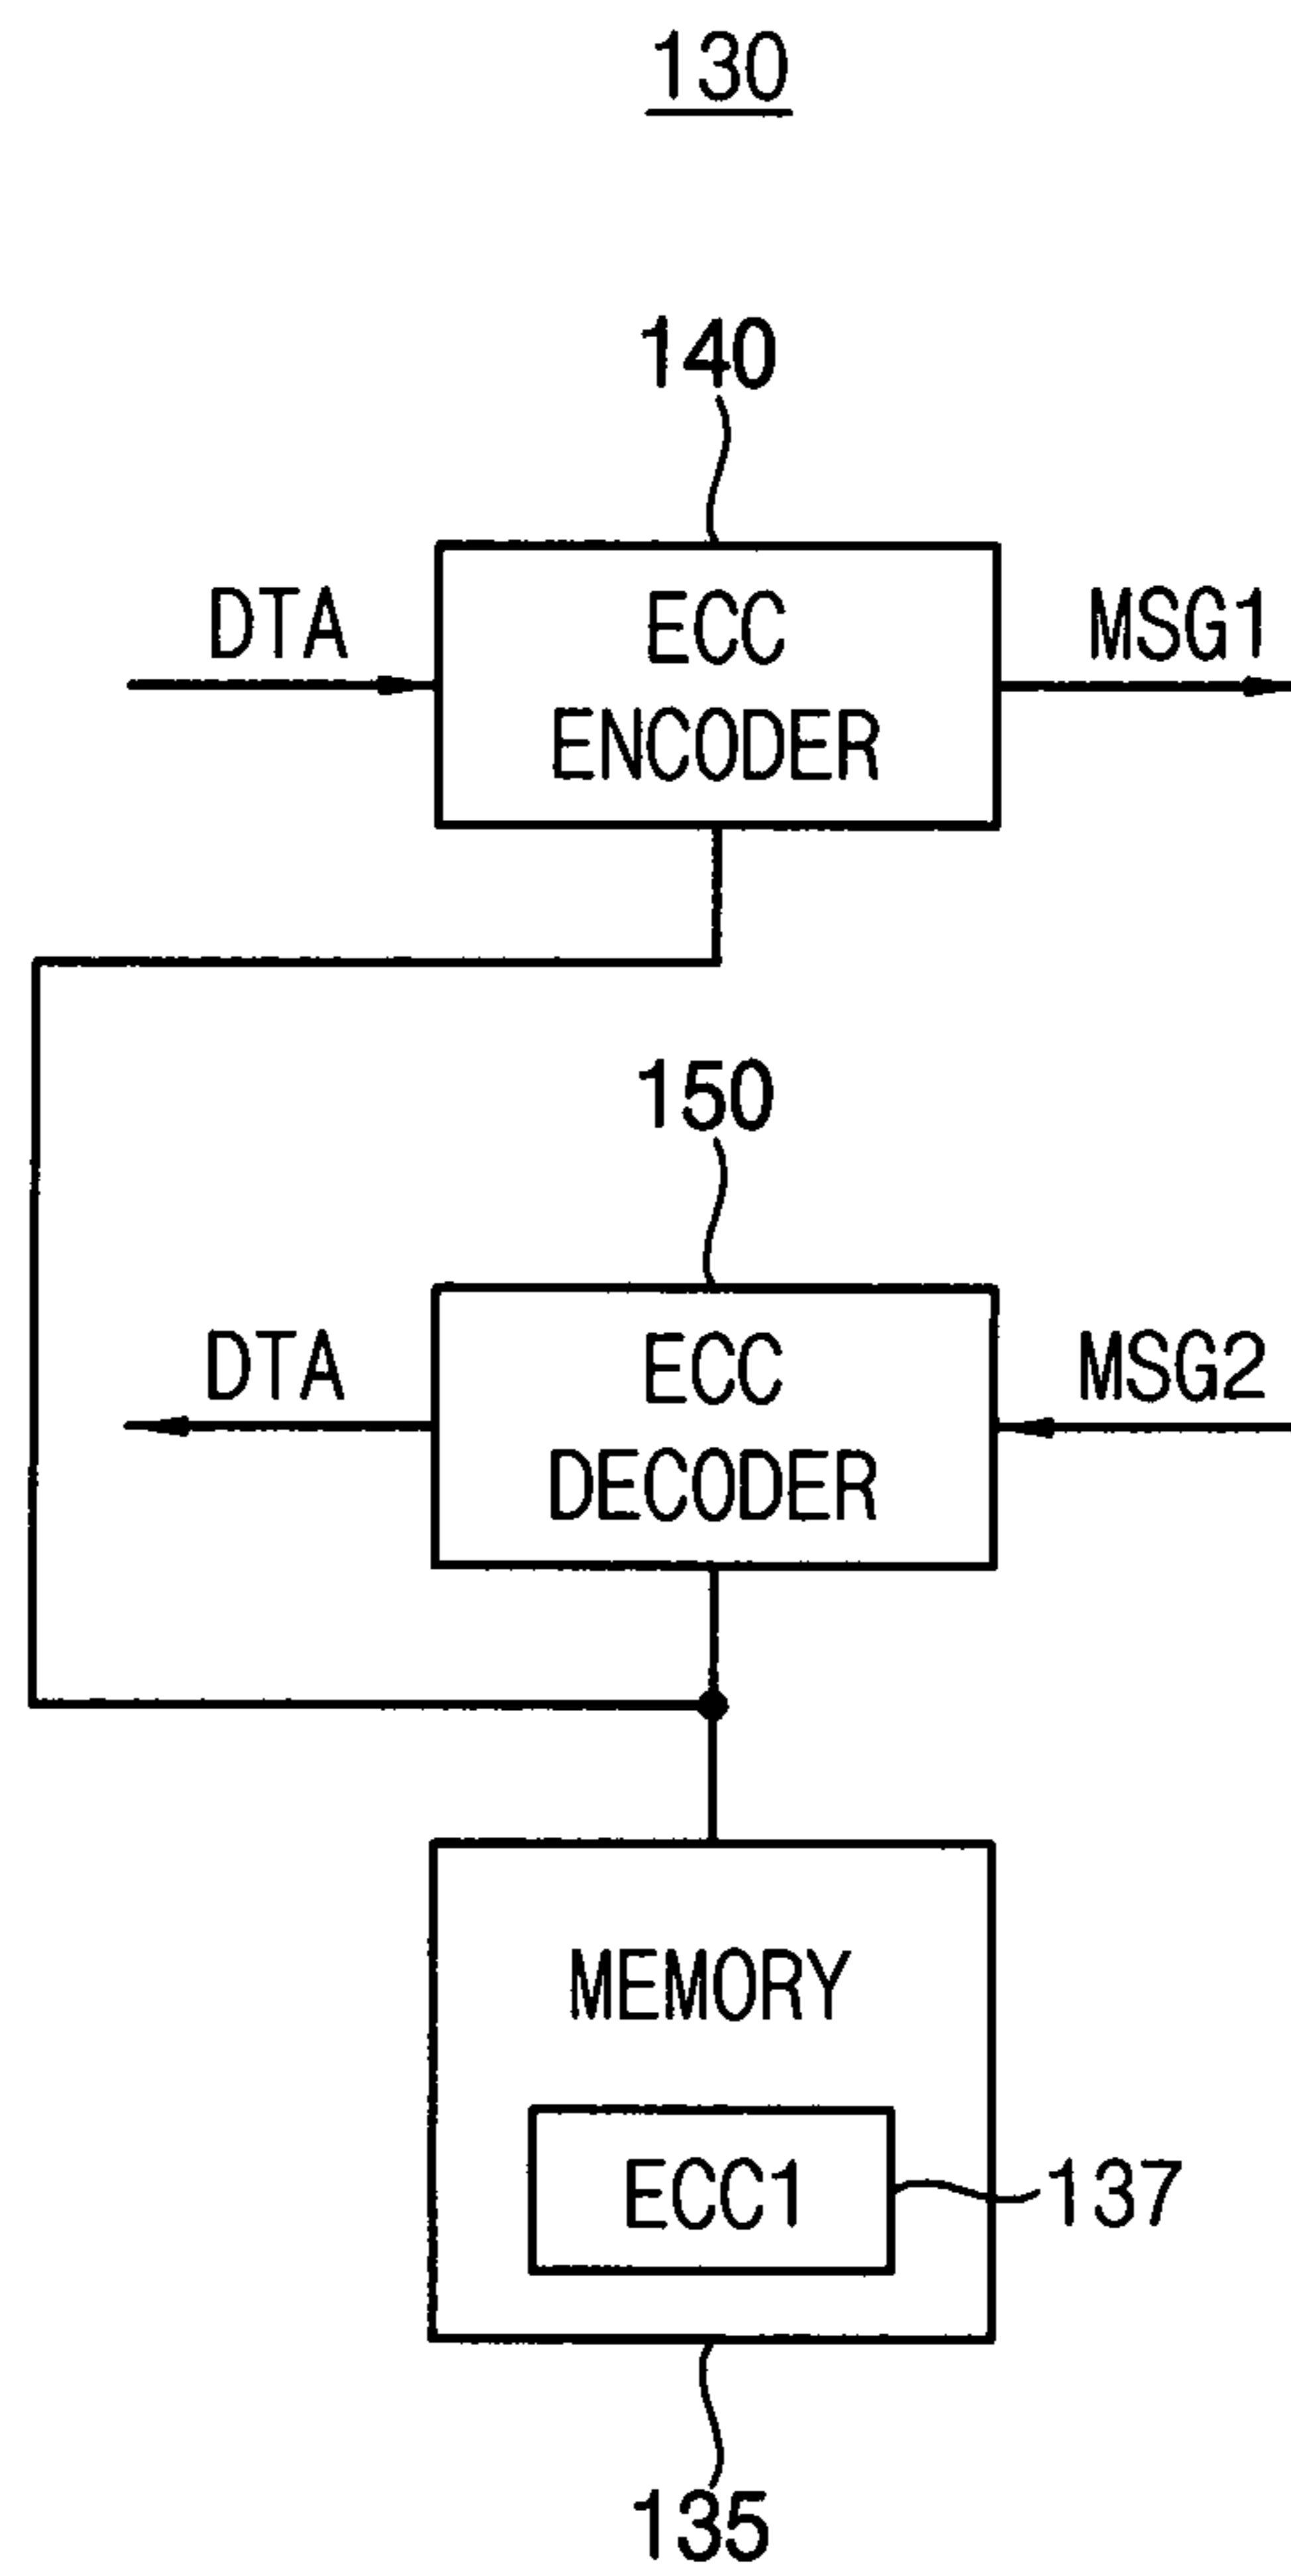 130
140
DTA
ECC
ENCODER
MSG1
150
DTA
ECC
DECODER
MSG2
MEMORY
ECC1
137
135